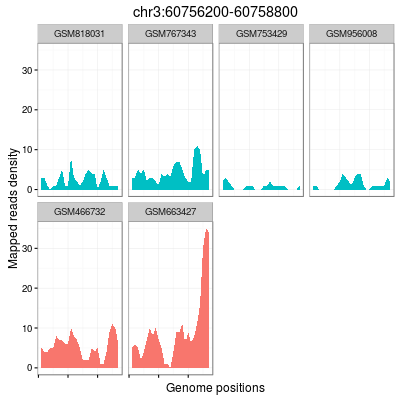 chr3:60756200-60758800
GSM818031 GSM767343 GSM753429 GSM956008
30
20
10
0
GSM466732 GSM663427
30
20
10
0
Mapped reads density
Genome positions